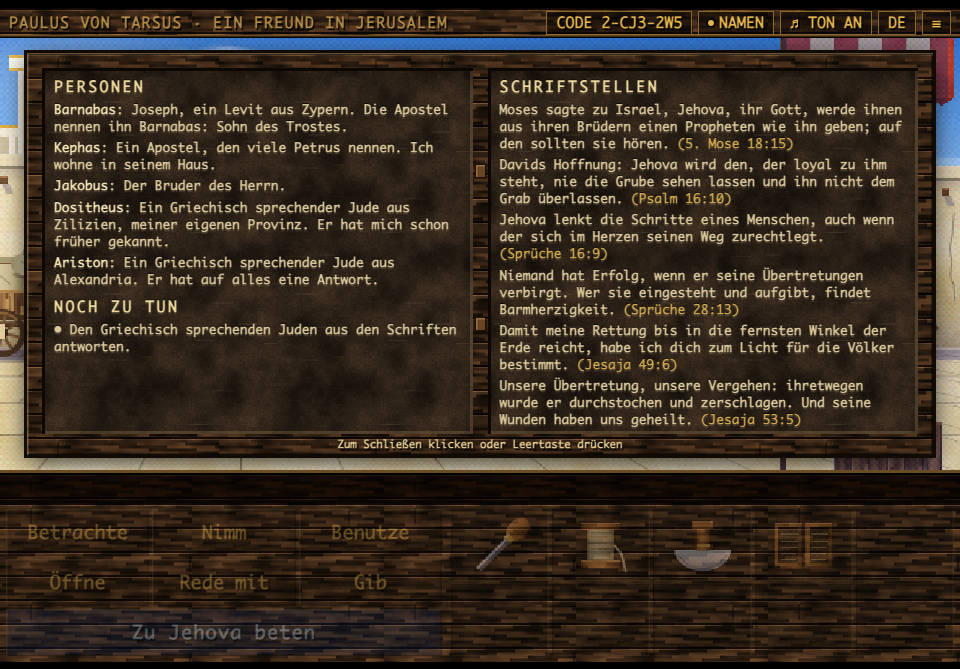 PAULUS VON TARSUS · EIN FREUND IN JERUSALEM
CODE 2-CJ3-2W5
● NAMEN
♬ TON AN
DE
≡
PERSONEN
Barnabas: Joseph, ein Levit aus Zypern. Die Apostel
nennen ihn Barnabas: Sohn des Trostes.
Kephas: Ein Apostel, den viele Petrus nennen. Ich
wohne in seinem Haus.
Jakobus: Der Bruder des Herrn.
Dositheus: Ein Griechisch sprechender Jude aus
Zilizien, meiner eigenen Provinz. Er hat mich schon
früher gekannt.
Ariston: Ein Griechisch sprechender Jude aus
Alexandria. Er hat auf alles eine Antwort.
NOCH ZU TUN
● Den Griechisch sprechenden Juden aus den Schriften
antworten.
SCHRIFTSTELLEN
Moses sagte zu Israel, Jehova, ihr Gott, werde ihnen
aus ihren Brüdern einen Propheten wie ihn geben; auf
den sollten sie hören. (5. Mose 18:15)
Davids Hoffnung: Jehova wird den, der loyal zu ihm
steht, nie die Grube sehen lassen und ihn nicht dem
Grab überlassen. (Psalm 16:10)
Jehova lenkt die Schritte eines Menschen, auch wenn
der sich im Herzen seinen Weg zurechtlegt.
(Sprüche 16:9)
Niemand hat Erfolg, wenn er seine Übertretungen
verbirgt. Wer sie eingesteht und aufgibt, findet
Barmherzigkeit. (Sprüche 28:13)
Damit meine Rettung bis in die fernsten Winkel der
Erde reicht, habe ich dich zum Licht für die Völker
bestimmt. (Jesaja 49:6)
Unsere Übertretung, unsere Vergehen: ihretwegen
wurde er durchstochen und zerschlagen. Und seine
Wunden haben uns geheilt. (Jesaja 53:5)
Zum Schließen klicken oder Leertaste drücken
Betrachte
Nimm
Benutze
Öffne
Rede mit
Gib
Zu Jehova beten